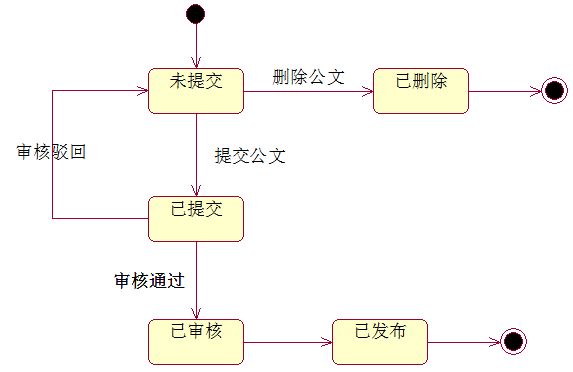 未提交
删除公文
已删除
审核驳回
提交公文
已提交
审核通过
已审核
已发布